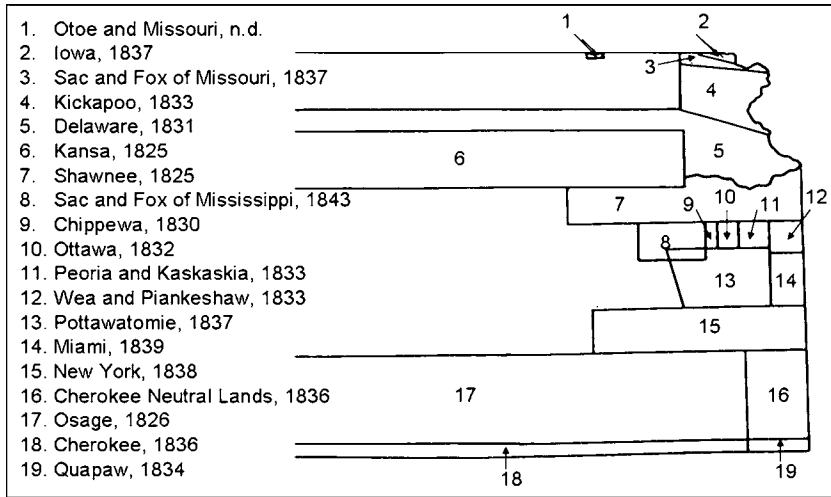 1. Otoe and Missouri, n.d.
2. Iowa, 1837
3. Sac and Fox of Missouri, 1837
4. Kickapoo, 1833
5. Delaware, 1831
6. Kansa, 1825
7. Shawnee, 1825
8. Sac and Fox of Mississippi, 1843
9. Chippewa, 1830
10. Ottawa, 1832
11. Peoria and Kaskaskia, 1833
12. Wea and Piankeshaw, 1833
13. Pottawatomie, 1837
14. Miami, 1839
15. New York, 1838
16. Cherokee Neutral Lands, 1836
17. Osage, 1826
18. Cherokee, 1836
19. Quapaw, 1834
1
2
3
4
5
6
7
8
9
10
11
12
13
14
15
16
17
18
19